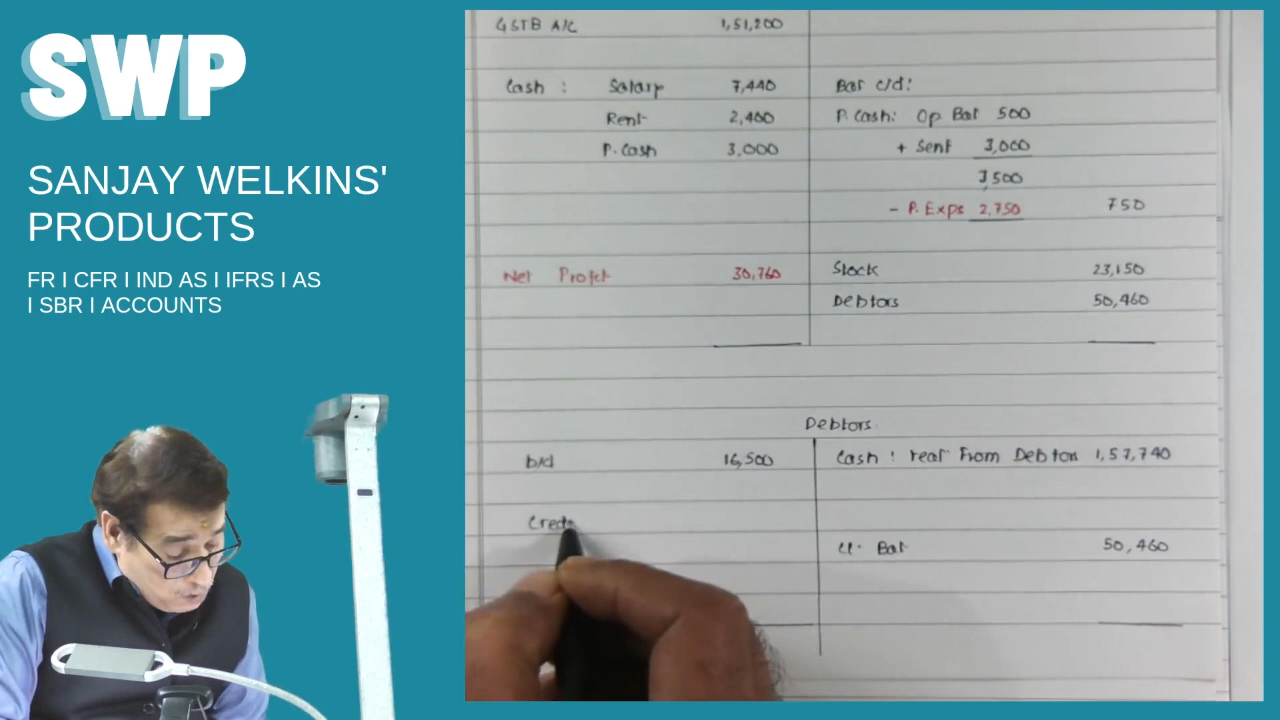 SWP
SANJAY WELKINS'
PRODUCTS
FR I CFR I IND AS I IFRS I AS
I SBR I ACCOUNTS
GSTB A/C 1,51,200
Cash : Salary 7,440 Bal c/d:
Rent 2,400 P. Cash: Op Bal 500
P. Cash 3,000 + Sent 3,000
3,500
- P. Exps 2,750 750
Net Profit 30,760 Stock 23,150
Debtors 50,460
Debtors
b/d 16,500 Cash : from Debtors 1,57,740
Cred
Cl. Bal 50,460